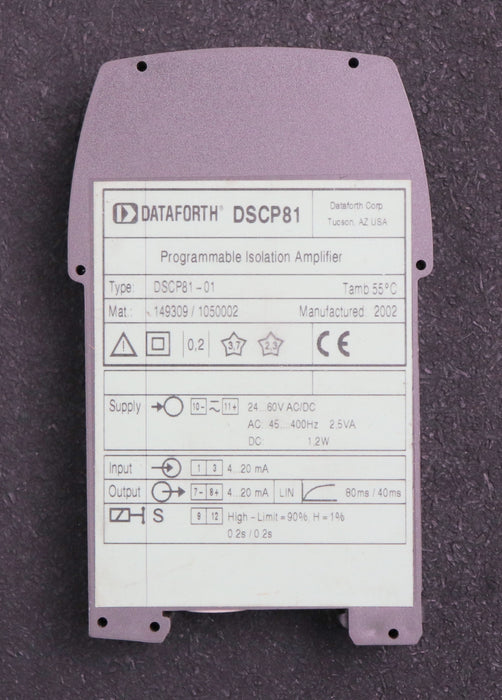 DATAFORTH® DSCP81
Dataforth Corp.
Tucson, AZ USA
Programmable Isolation Amplifier
Type: DSCP81-01 Tamb 55°C
Mat.: 149309 / 1050002 Manufactured: 2002
0,2 3,7 2,3 CE
Supply 10- 11+ 24...60V AC/DC
AC: 45...400Hz 2.5VA
DC: 1.2W
Input 1 3 4...20 mA
Output 7- 8+ 4...20 mA LIN 80ms / 40ms
S 9 12 High-Limit=90%, H=1%
0.2s / 0.2s